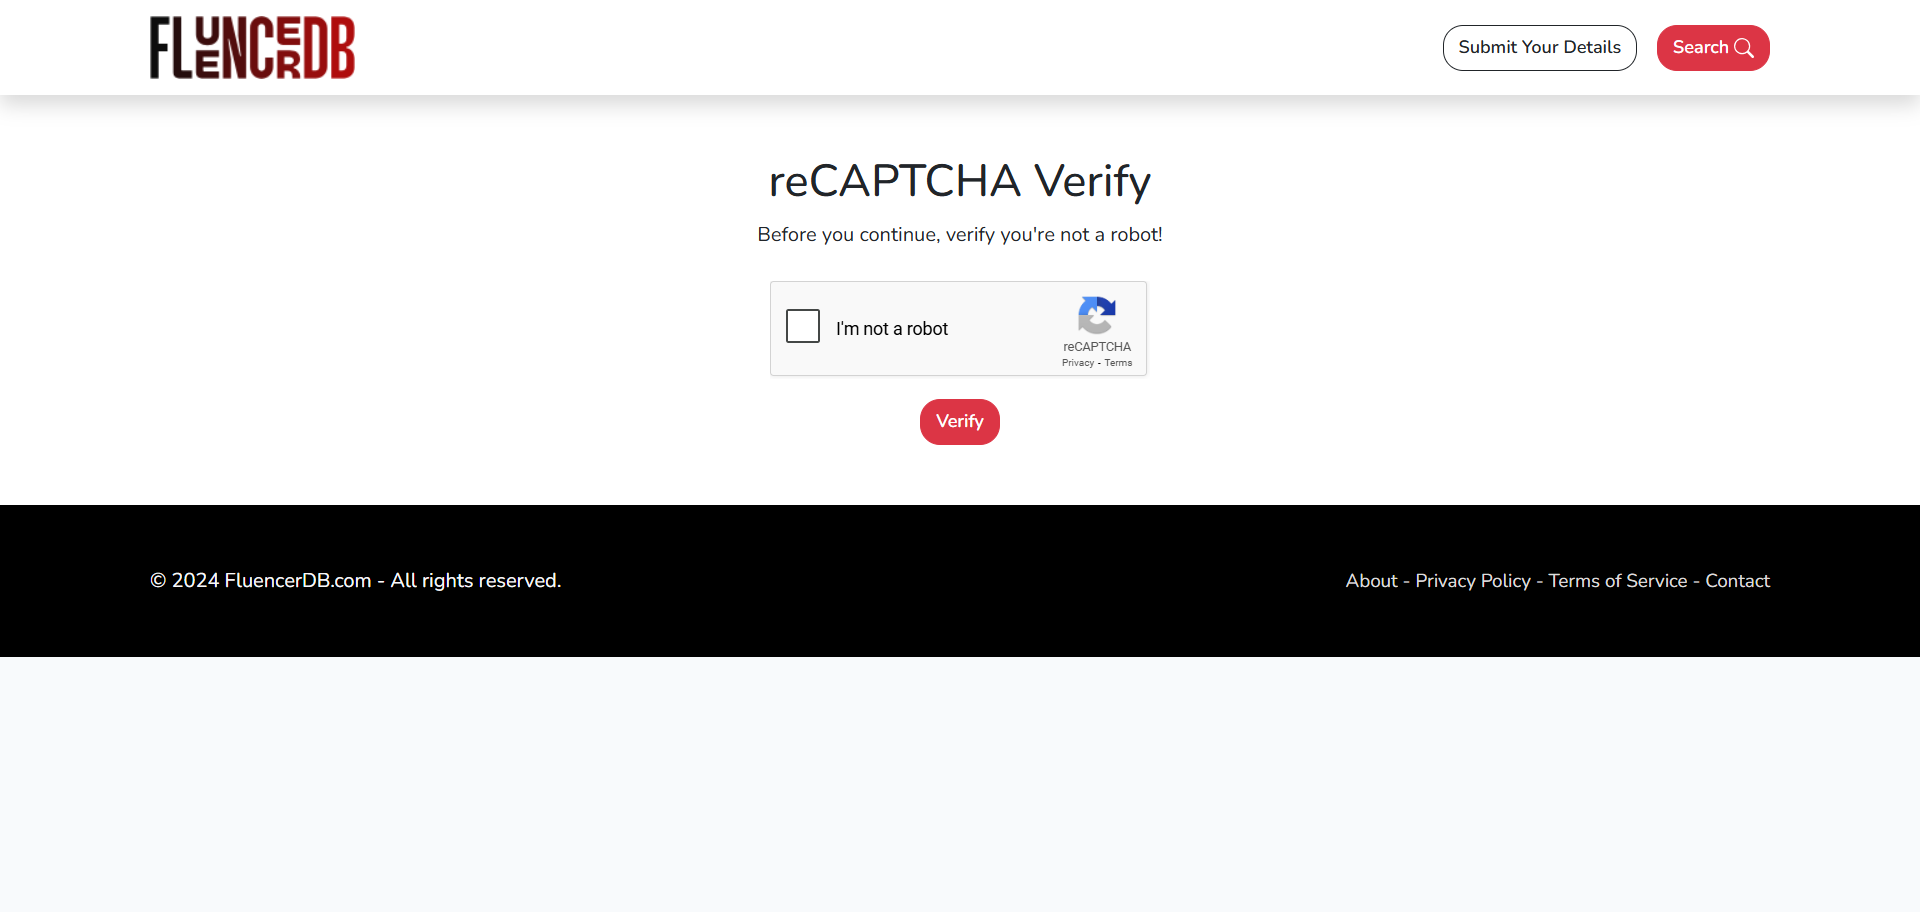 FLUENCERDB
Submit Your Details
Search
reCAPTCHA Verify
Before you continue, verify you're not a robot!
I'm not a robot
reCAPTCHA
Privacy - Terms
Verify
© 2024 FluencerDB.com - All rights reserved.
About - Privacy Policy - Terms of Service - Contact